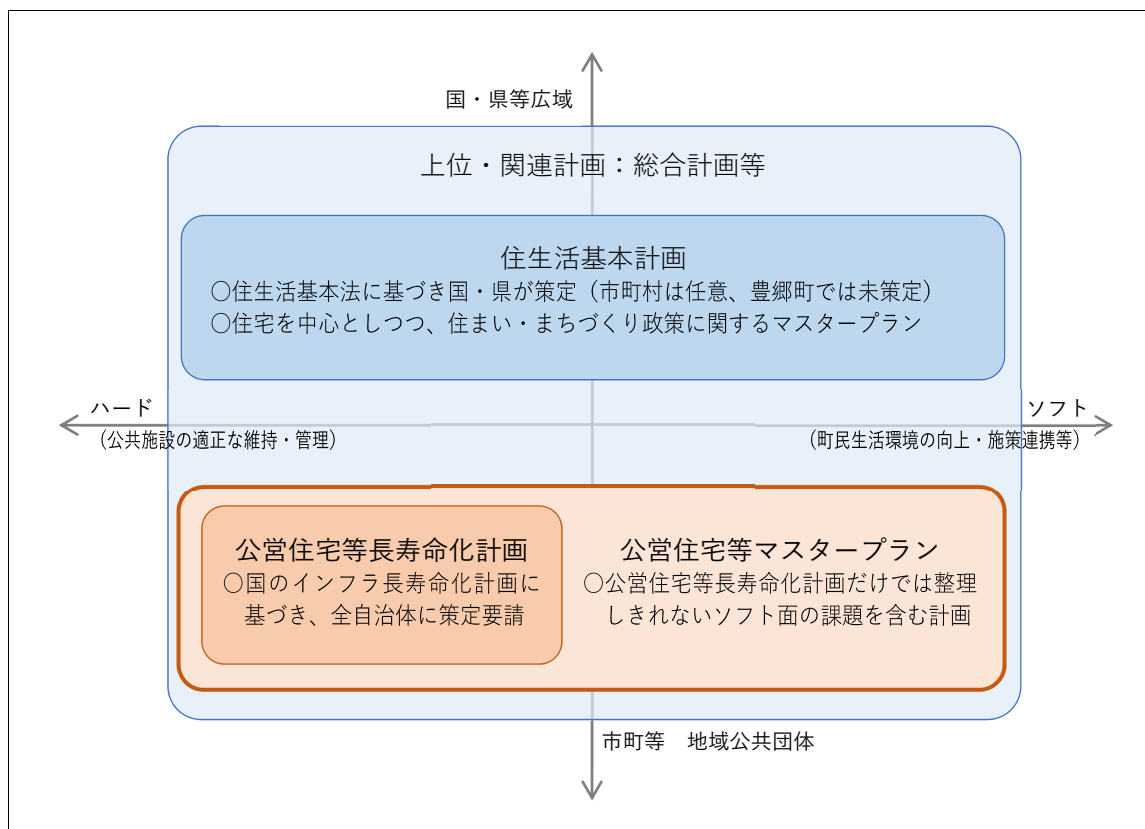 国・県等広域
上位・関連計画：総合計画等
住生活基本計画
○住生活基本法に基づき国・県が策定（市町村は任意、豊郷町では未策定）
○住宅を中心としつつ、住まい・まちづくり政策に関するマスタープラン
ハード
（公共施設の適正な維持・管理）
ソフト
（町民生活環境の向上・施策連携等）
公営住宅等長寿命化計画
○国のインフラ長寿命化計画に
基づき、全自治体に策定要請
公営住宅等マスタープラン
○公営住宅等長寿命化計画だけでは整理
しきれないソフト面の課題を含む計画
市町等　地域公共団体